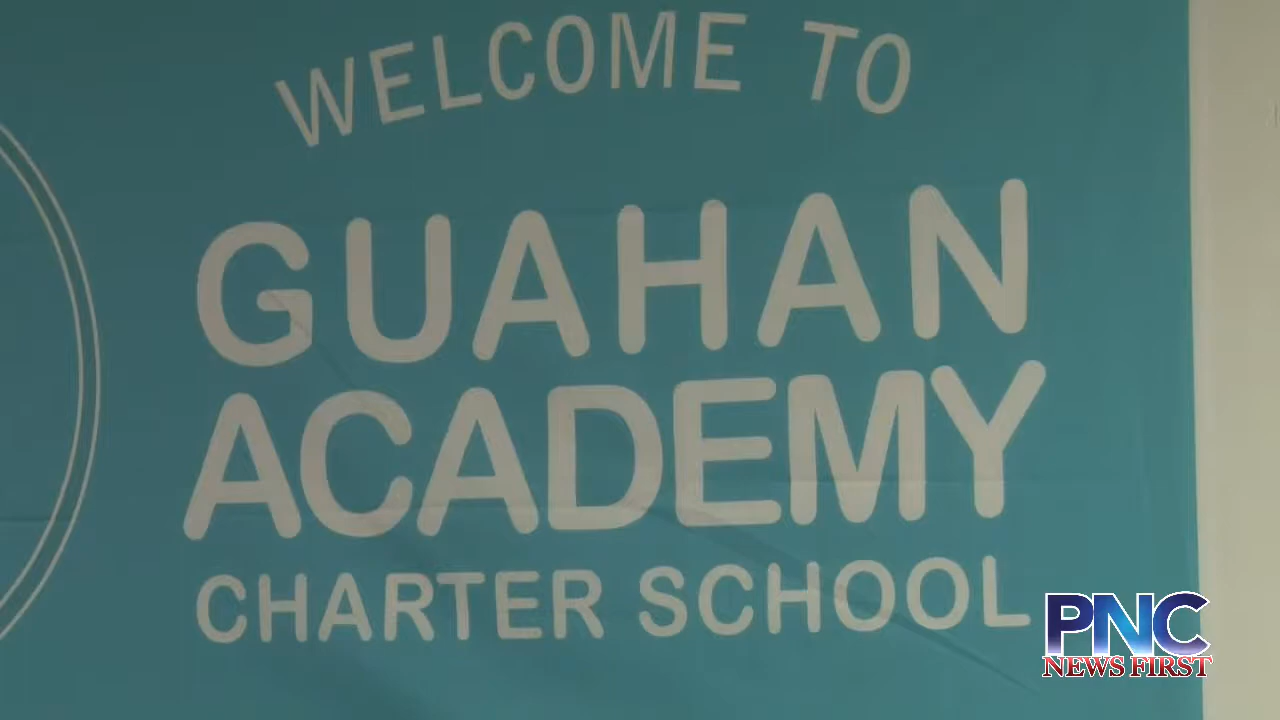 WELCOME TO
GUAHAN
ACADEMY
CHARTER SCHOOL
PNC
NEWS FIRST